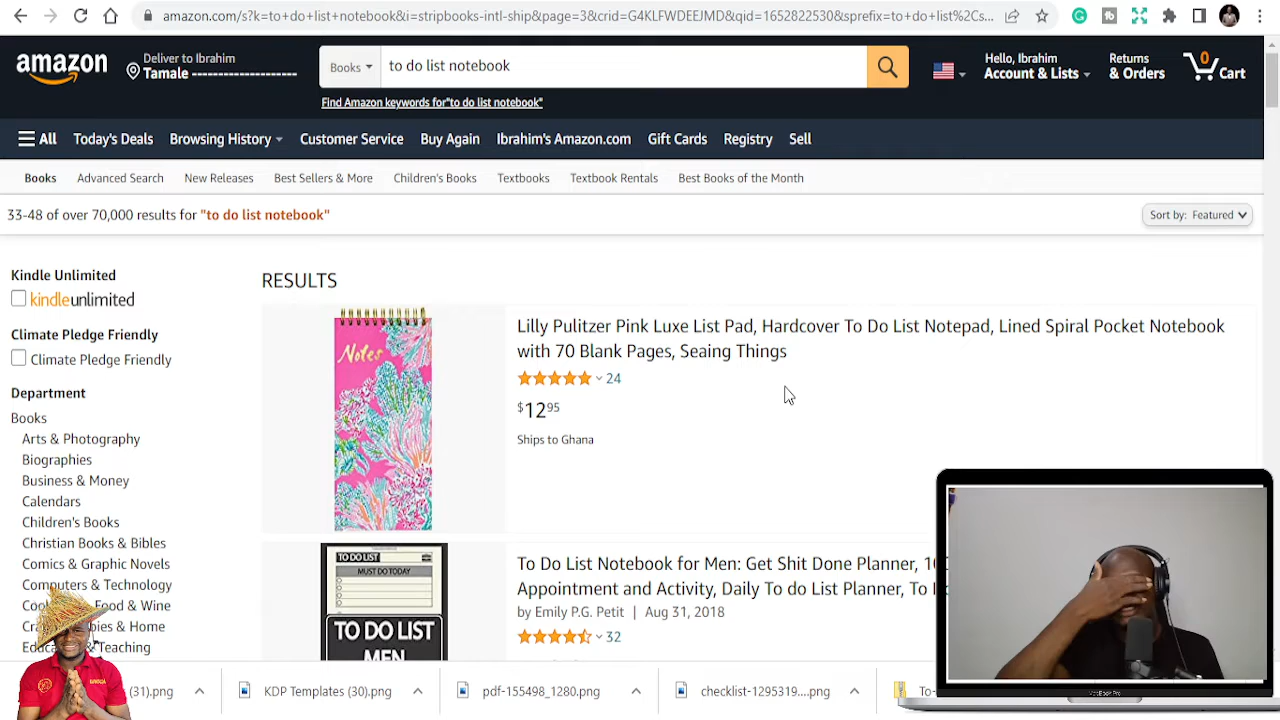 amazon.com/s?k=to+do+list+notebook&i=stripbooks-intl-ship&page=3&crid=G4KLFWDEEJMD&qid=1652822530&sprefix=to+do+list%2Cs...
amazon
Deliver to Ibrahim
Tamale
Books
to do list notebook
Find Amazon keywords for"to do list notebook"
Hello, Ibrahim
Account & Lists
Returns
& Orders
0
Cart
All Today's Deals Browsing History Customer Service Buy Again Ibrahim's Amazon.com Gift Cards Registry Sell
Books Advanced Search New Releases Best Sellers & More Children's Books Textbooks Textbook Rentals Best Books of the Month
33-48 of over 70,000 results for "to do list notebook"
Sort by: Featured
Kindle Unlimited
kindleunlimited
Climate Pledge Friendly
Climate Pledge Friendly
Department
Books
Arts & Photography
Biographies
Business & Money
Calendars
Children's Books
Christian Books & Bibles
Comics & Graphic Novels
Computers & Technology
Food & Wine
& Home
& Teaching
RESULTS
Notes
Lilly Pulitzer Pink Luxe List Pad, Hardcover To Do List Notepad, Lined Spiral Pocket Notebook
with 70 Blank Pages, Seaing Things
24
$12 95
Ships to Ghana
TO DO LIST
MUST DO TODAY
TO DO LIST
MEN
To Do List Notebook for Men: Get Shit Done Planner, 1
Appointment and Activity, Daily To do List Planner, To
by Emily P.G. Petit | Aug 31, 2018
32
MacBook Pro
(31).png
KDP Templates (30).png
pdf-155498_1280.png
checklist-1295319....png
To-